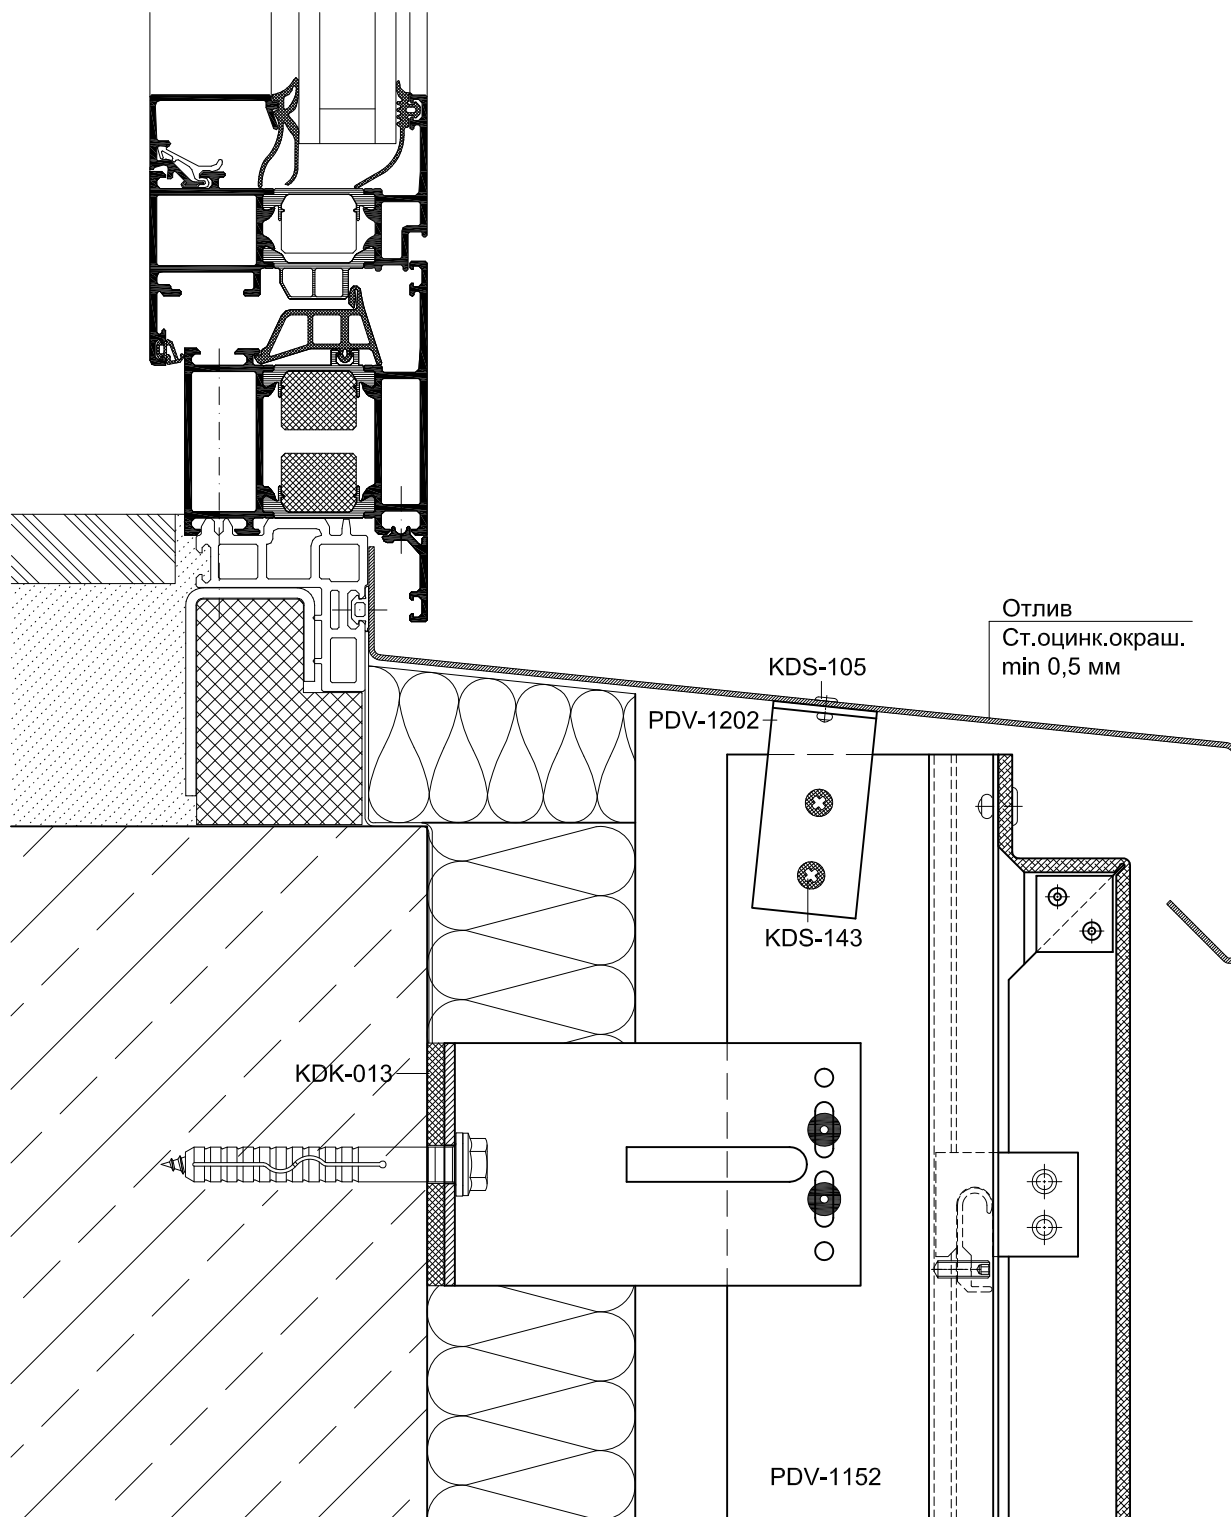 Отлив
Ст.оцинк.окраш.
min 0,5 мм
KDS-105
PDV-1202
KDS-143
KDK-013
PDV-1152